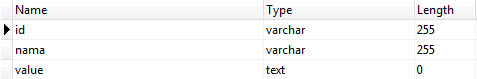 Name Type Length
id varchar 255
nama varchar 255
value text 0